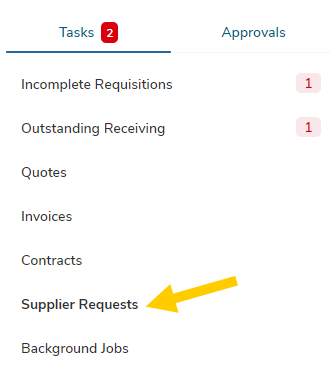 Tasks 2 Approvals
Incomplete Requisitions 1
Outstanding Receiving 1
Quotes
Invoices
Contracts
Supplier Requests
Background Jobs